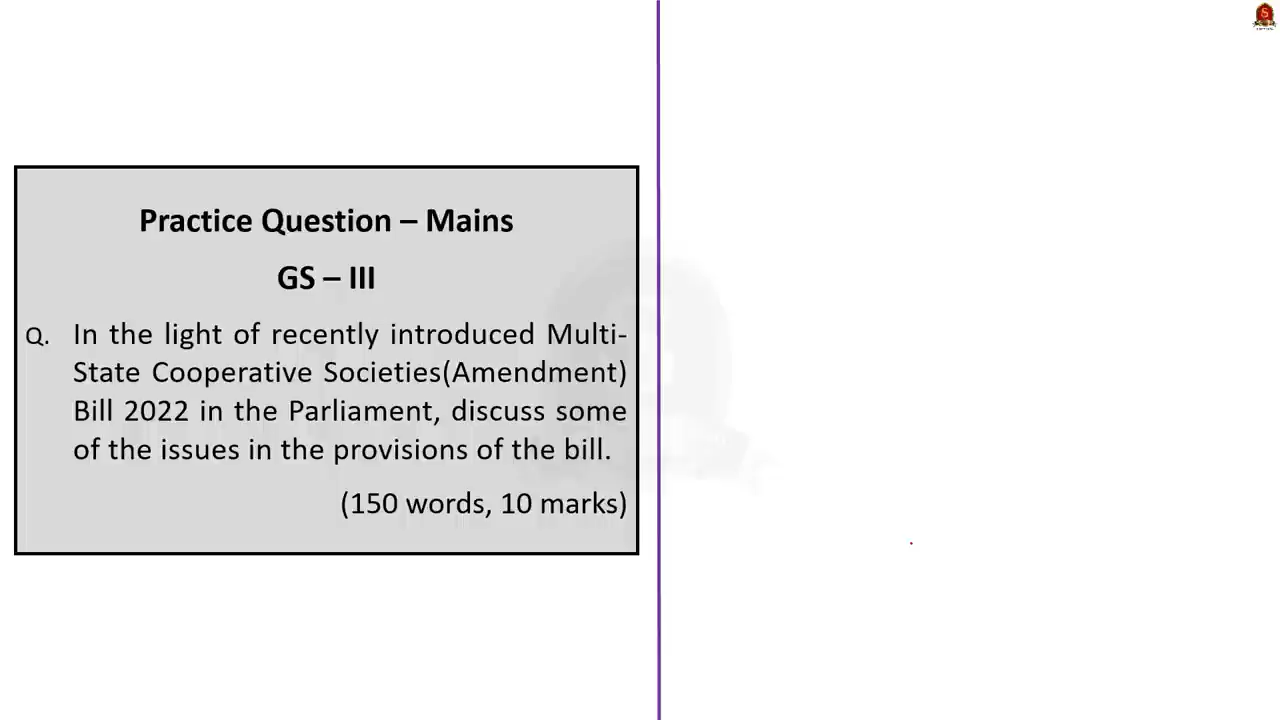 Practice Question – Mains
GS – III
Q. In the light of recently introduced Multi-
State Cooperative Societies(Amendment)
Bill 2022 in the Parliament, discuss some
of the issues in the provisions of the bill.
(150 words, 10 marks)